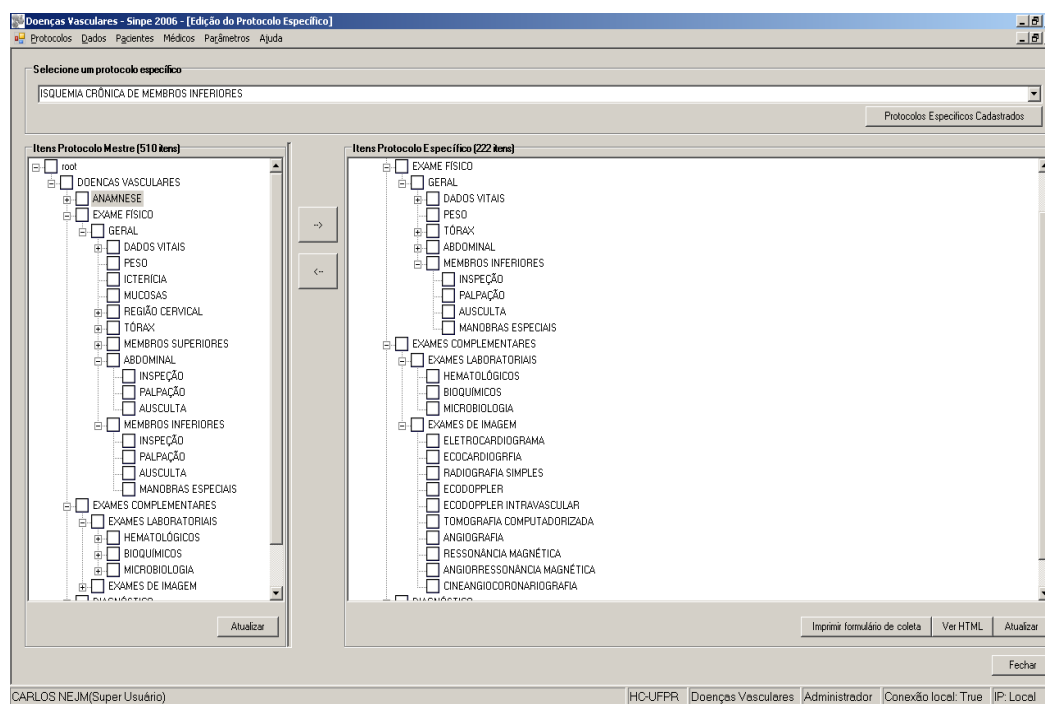 Doenças Vasculares - Sinpe 2006 - [Edição do Protocolo Específico]
Protocolos Dados Pacientes Médicos Parâmetros Ajuda
Selecione um protocolo específico
ISQUEMIA CRÔNICA DE MEMBROS INFERIORES
Protocolos Específicos Cadastrados
Itens Protocolo Mestre (510 itens)
root
DOENCAS VASCULARES
ANAMNESE
EXAME FÍSICO
GERAL
DADOS VITAIS
PESO
ICTERÍCIA
MUCOSAS
REGIÃO CERVICAL
TÓRAX
MEMBROS SUPERIORES
ABDOMINAL
INSPEÇÃO
PALPAÇÃO
AUSCULTA
MEMBROS INFERIORES
INSPEÇÃO
PALPAÇÃO
AUSCULTA
MANOBRAS ESPECIAIS
EXAMES COMPLEMENTARES
EXAMES LABORATORIAIS
HEMATOLÓGICOS
BIOQUÍMICOS
MICROBIOLOGIA
EXAMES DE IMAGEM
DIAGNÓSTICO
Atualizar
-->
<--
Itens Protocolo Específico (222 itens)
EXAME FÍSICO
GERAL
DADOS VITAIS
PESO
TÓRAX
ABDOMINAL
MEMBROS INFERIORES
INSPEÇÃO
PALPAÇÃO
AUSCULTA
MANOBRAS ESPECIAIS
EXAMES COMPLEMENTARES
EXAMES LABORATORIAIS
HEMATOLÓGICOS
BIOQUÍMICOS
MICROBIOLOGIA
EXAMES DE IMAGEM
ELETROCARDIOGRAMA
ECOCARDIOGRFIA
RADIOGRAFIA SIMPLES
ECODOPPLER
ECODOPPLER INTRAVASCULAR
TOMOGRAFIA COMPUTADORIZADA
ANGIOGRAFIA
RESSONÂNCIA MAGNÉTICA
ANGIORRESSONÂNCIA MAGNÉTICA
CINEANGIOCORONARIOGRAFIA
DIAGNÓSTICO
Imprimir formulário de coleta Ver HTML Atualizar
Fechar
CARLOS NEJM(Super Usuário) HC-UFPR Doenças Vasculares Administrador Conexão local: True IP: Local